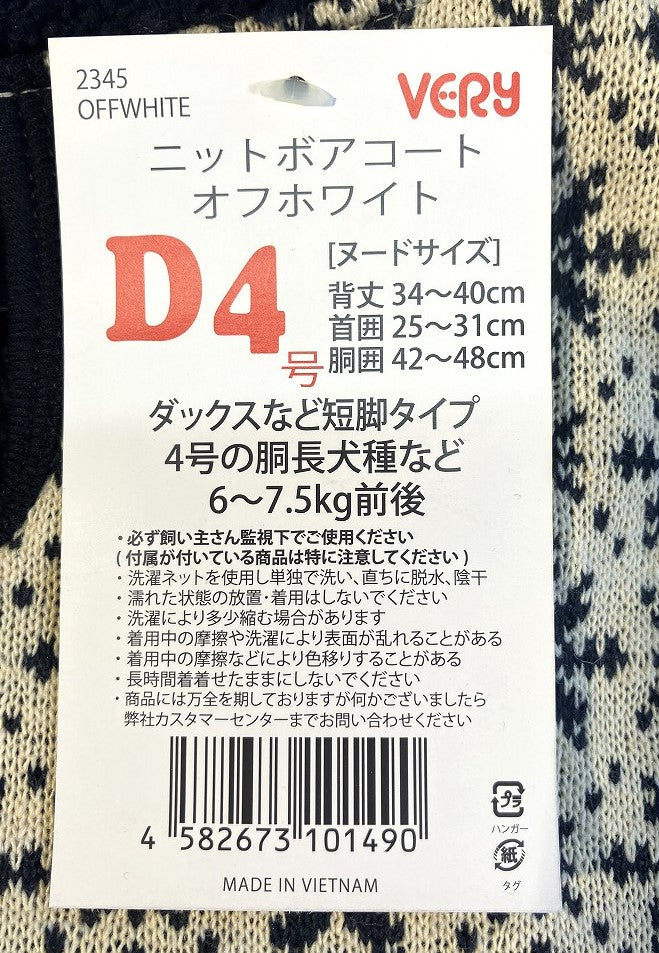 2345
OFFWHITE
VERY
ニットボアコート
オフホワイト
D4号
[ヌードサイズ]
背丈 34〜40cm
首囲 25〜31cm
胴囲 42〜48cm
ダックスなど短脚タイプ
4号の胴長犬種など
6〜7.5kg前後
・必ず飼い主さん監視下でご使用ください
(付属が付いている商品は特に注意してください)
・洗濯ネットを使用し単独で洗い、直ちに脱水、陰干
・濡れた状態の放置・着用はしないでください
・洗濯により多少縮む場合があります
・着用中の摩擦や洗濯により表面が乱れることがある
・着用中の摩擦などにより色移りすることがある
・長時間着着せたままにしないでください
・商品には万全を期しておりますが何かございましたら
弊社カスタマーセンターまでお問い合わせください
4 582673 101490
プラ
ハンガー
紙
タグ
MADE IN VIETNAM